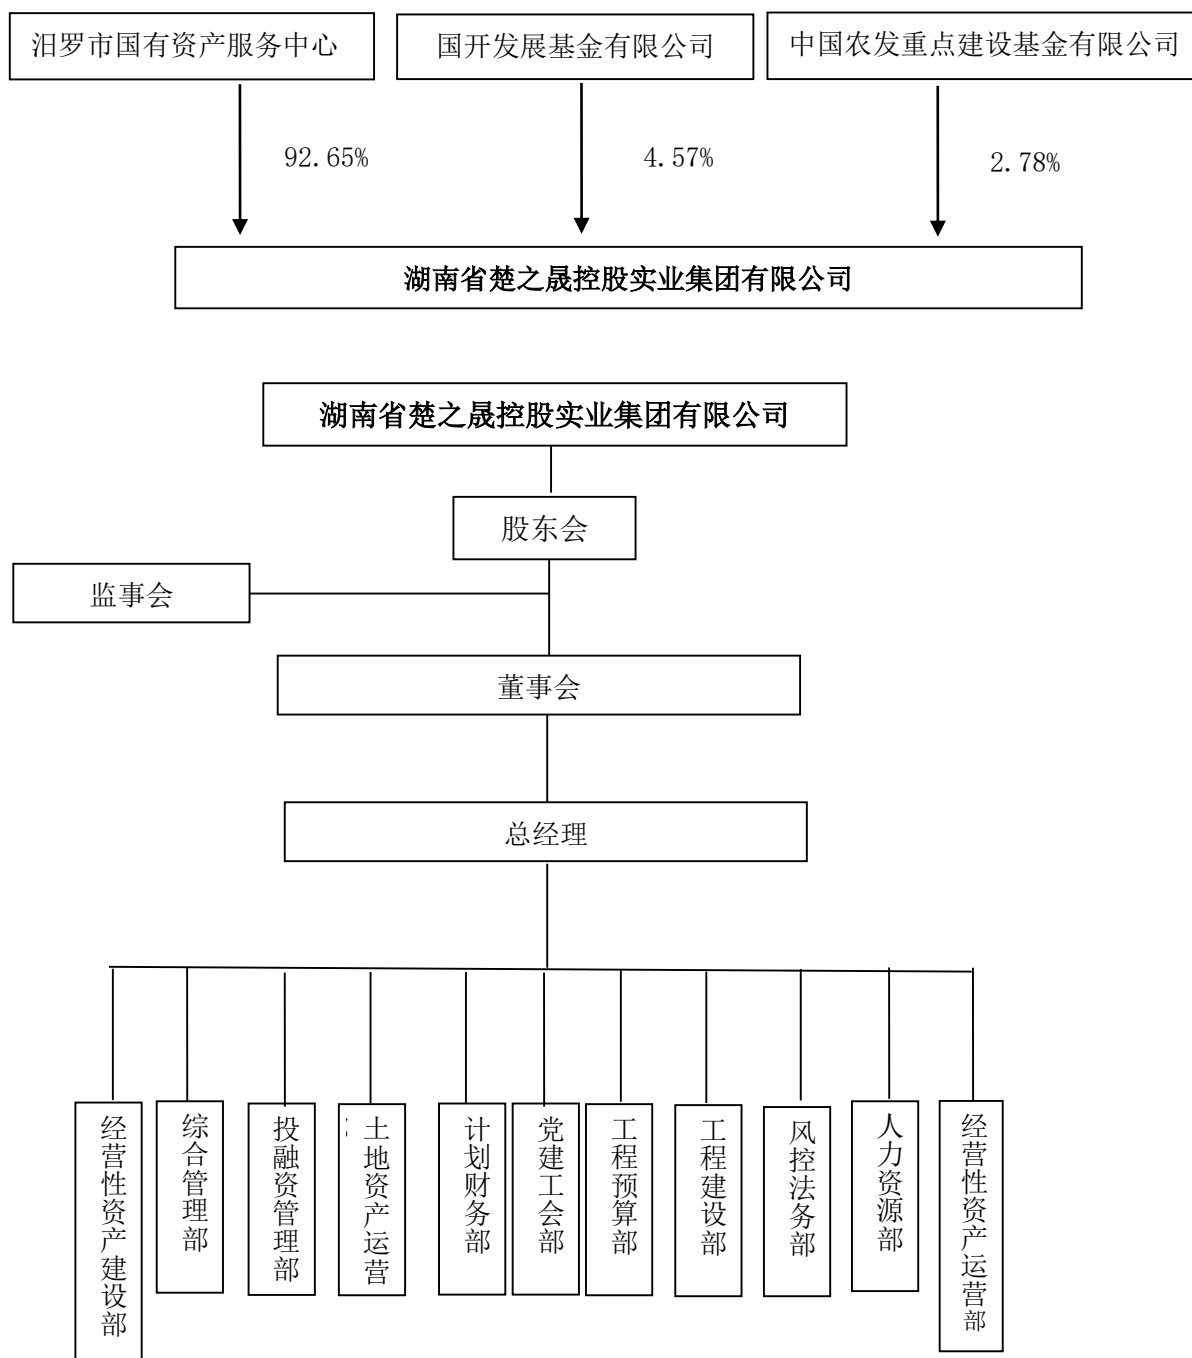 汨罗市国有资产服务中心
国开发展基金有限公司
中国农发重点建设基金有限公司
92.65%
4.57%
2.78%
湖南省楚之晟控股实业集团有限公司
湖南省楚之晟控股实业集团有限公司
股东会
监事会
董事会
总经理
经营性资产建设部
综合管理部
投融资管理部
土地资产运营
计划财务部
党建工会部
工程预算部
工程建设部
风控法务部
人力资源部
经营性资产运营部